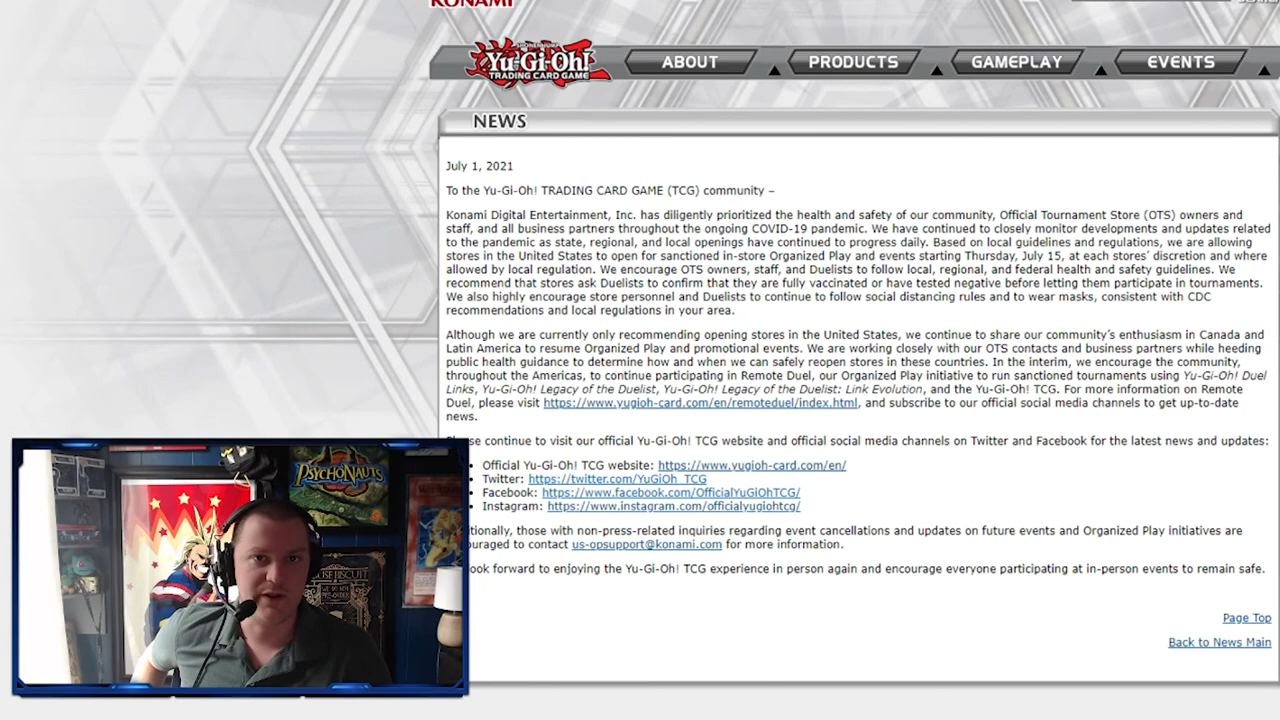 KONAMI
Yu-Gi-Oh!
TRADING CARD GAME
ABOUT
PRODUCTS
GAMEPLAY
EVENTS
NEWS
July 1, 2021
To the Yu-Gi-Oh! TRADING CARD GAME (TCG) community –
Konami Digital Entertainment, Inc. has diligently prioritized the health and safety of our community, Official Tournament Store (OTS) owners and
staff, and all business partners throughout the ongoing COVID-19 pandemic. We have continued to closely monitor developments and updates related
to the pandemic as state, regional, and local openings have continued to progress daily. Based on local guidelines and regulations, we are allowing
stores in the United States to open for sanctioned in-store Organized Play and events starting Thursday, July 15, at each stores´ discretion and where
allowed by local regulation. We encourage OTS owners, staff, and Duelists to follow local, regional, and federal health and safety guidelines. We
recommend that stores ask Duelists to confirm that they are fully vaccinated or have tested negative before letting them participate in tournaments.
We also highly encourage store personnel and Duelists to continue to follow social distancing rules and to wear masks, consistent with CDC
recommendations and local regulations in your area.
Although we are currently only recommending opening stores in the United States, we continue to share our community´s enthusiasm in Canada and
Latin America to resume Organized Play and promotional events. We are working closely with our OTS contacts and business partners while heeding
public health guidance to determine how and when we can safely reopen stores in these countries. In the interim, we encourage the community,
throughout the Americas, to continue participating in Remote Duel, our Organized Play initiative to run sanctioned tournaments using Yu-Gi-Oh! Duel
Links, Yu-Gi-Oh! Legacy of the Duelist, Yu-Gi-Oh! Legacy of the Duelist: Link Evolution, and the Yu-Gi-Oh! TCG. For more information on Remote
Duel, please visit https://www.yugioh-card.com/en/remoteduel/index.html, and subscribe to our official social media channels to get up-to-date
news.
ease continue to visit our official Yu-Gi-Oh! TCG website and official social media channels on Twitter and Facebook for the latest news and updates:
Official Yu-Gi-Oh! TCG website: https://www.yugioh-card.com/en/
Twitter: https://twitter.com/YuGiOh_TCG
Facebook: https://www.facebook.com/OfficialYuGiOhTCG/
Instagram: https://www.instagram.com/officialyugiohtcg/
tionally, those with non-press-related inquiries regarding event cancellations and updates on future events and Organized Play initiatives are
ouraged to contact us-opsupport@konami.com for more information.
ook forward to enjoying the Yu-Gi-Oh! TCG experience in person again and encourage everyone participating at in-person events to remain safe.
Page Top
Back to News Main
PSYCHONAUTS